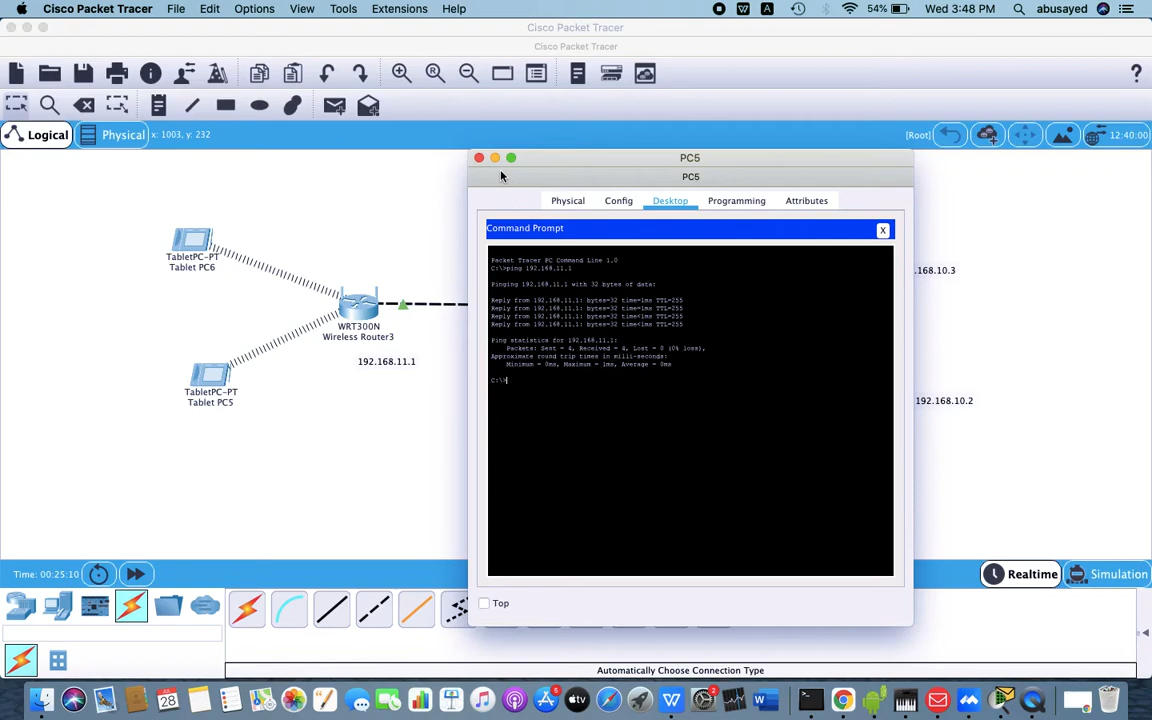 Cisco Packet Tracer File Edit Options View Tools Extensions Help 54% Wed 3:48 PM abusayed
Cisco Packet Tracer
Cisco Packet Tracer
Logical Physical x: 1003, y: 232 [Root] 12:40:00
PC5
PC5
Physical Config Desktop Programming Attributes
Command Prompt X
Packet Tracer PC Command Line 1.0
C:\>ping 192.168.11.1
Pinging 192.168.11.1 with 32 bytes of data:
Reply from 192.168.11.1: bytes=32 time=1ms TTL=255
Reply from 192.168.11.1: bytes=32 time<1ms TTL=255
Reply from 192.168.11.1: bytes=32 time<1ms TTL=255
Reply from 192.168.11.1: bytes=32 time<1ms TTL=255
Ping statistics for 192.168.11.1:
Packets: Sent = 4, Received = 4, Lost = 0 (0% loss),
Approximate round trip times in milli-seconds:
Minimum = 0ms, Maximum = 1ms, Average = 0ms
C:\>
Top
TabletPC-PT
Tablet PC6
WRT300N
Wireless Router3
192.168.11.1
TabletPC-PT
Tablet PC5
.168.10.3
192.168.10.2
Time: 00:25:10 Realtime Simulation
Automatically Choose Connection Type